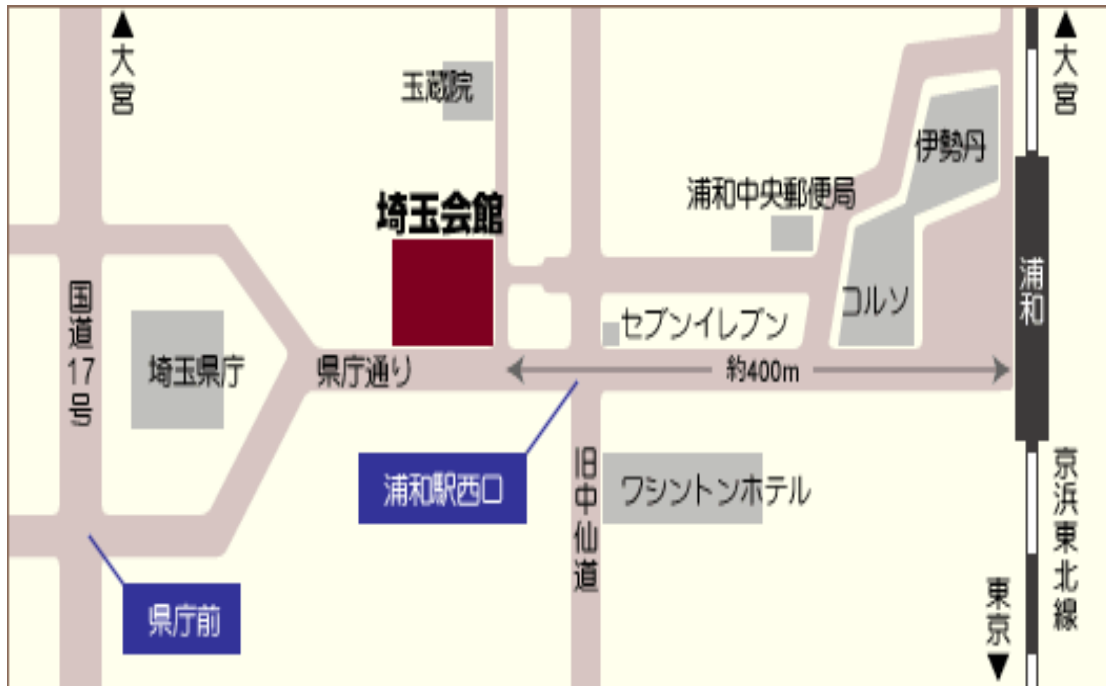 ▲大宮
▲大宮
玉蔵院
伊勢丹
浦和中央郵便局
埼玉会館
浦和
国道17号
コルソ
セブンイレブン
埼玉県庁
県庁通り
約400m
浦和駅西口
旧中仙道
ワシントンホテル
京浜東北線
県庁前
東京▼